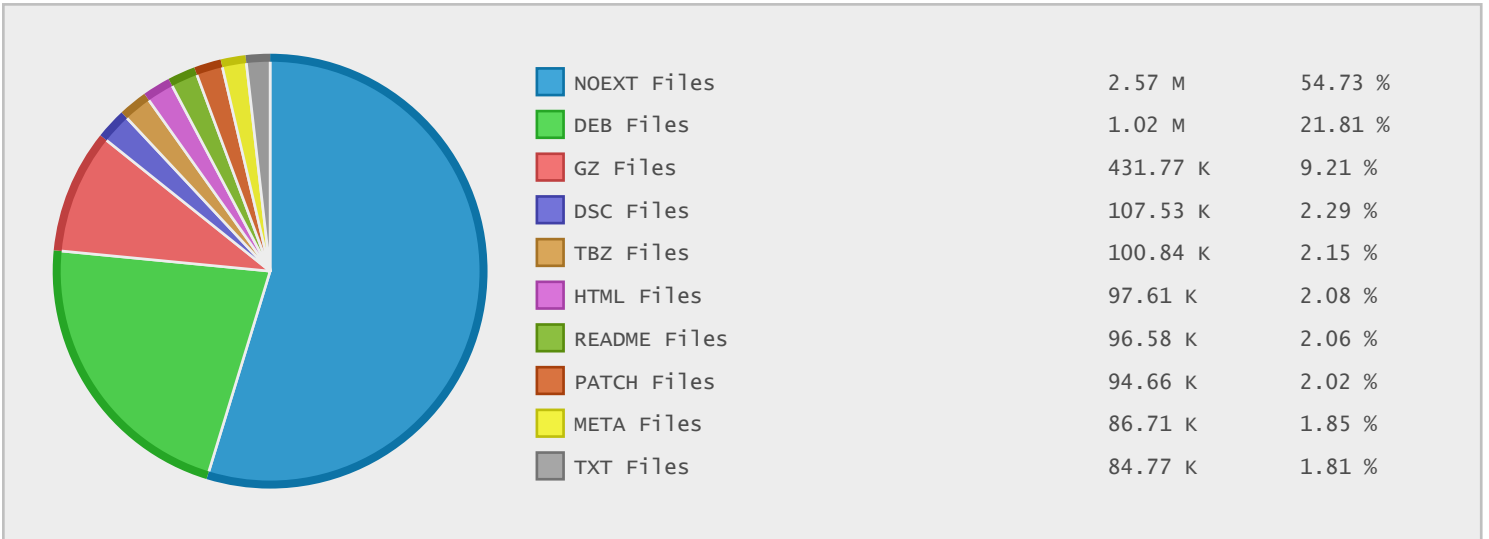 NOEXT Files 2.57 M 54.73 %
DEB Files 1.02 M 21.81 %
GZ Files 431.77 K 9.21 %
DSC Files 107.53 K 2.29 %
TBZ Files 100.84 K 2.15 %
HTML Files 97.61 K 2.08 %
README Files 96.58 K 2.06 %
PATCH Files 94.66 K 2.02 %
META Files 86.71 K 1.85 %
TXT Files 84.77 K 1.81 %